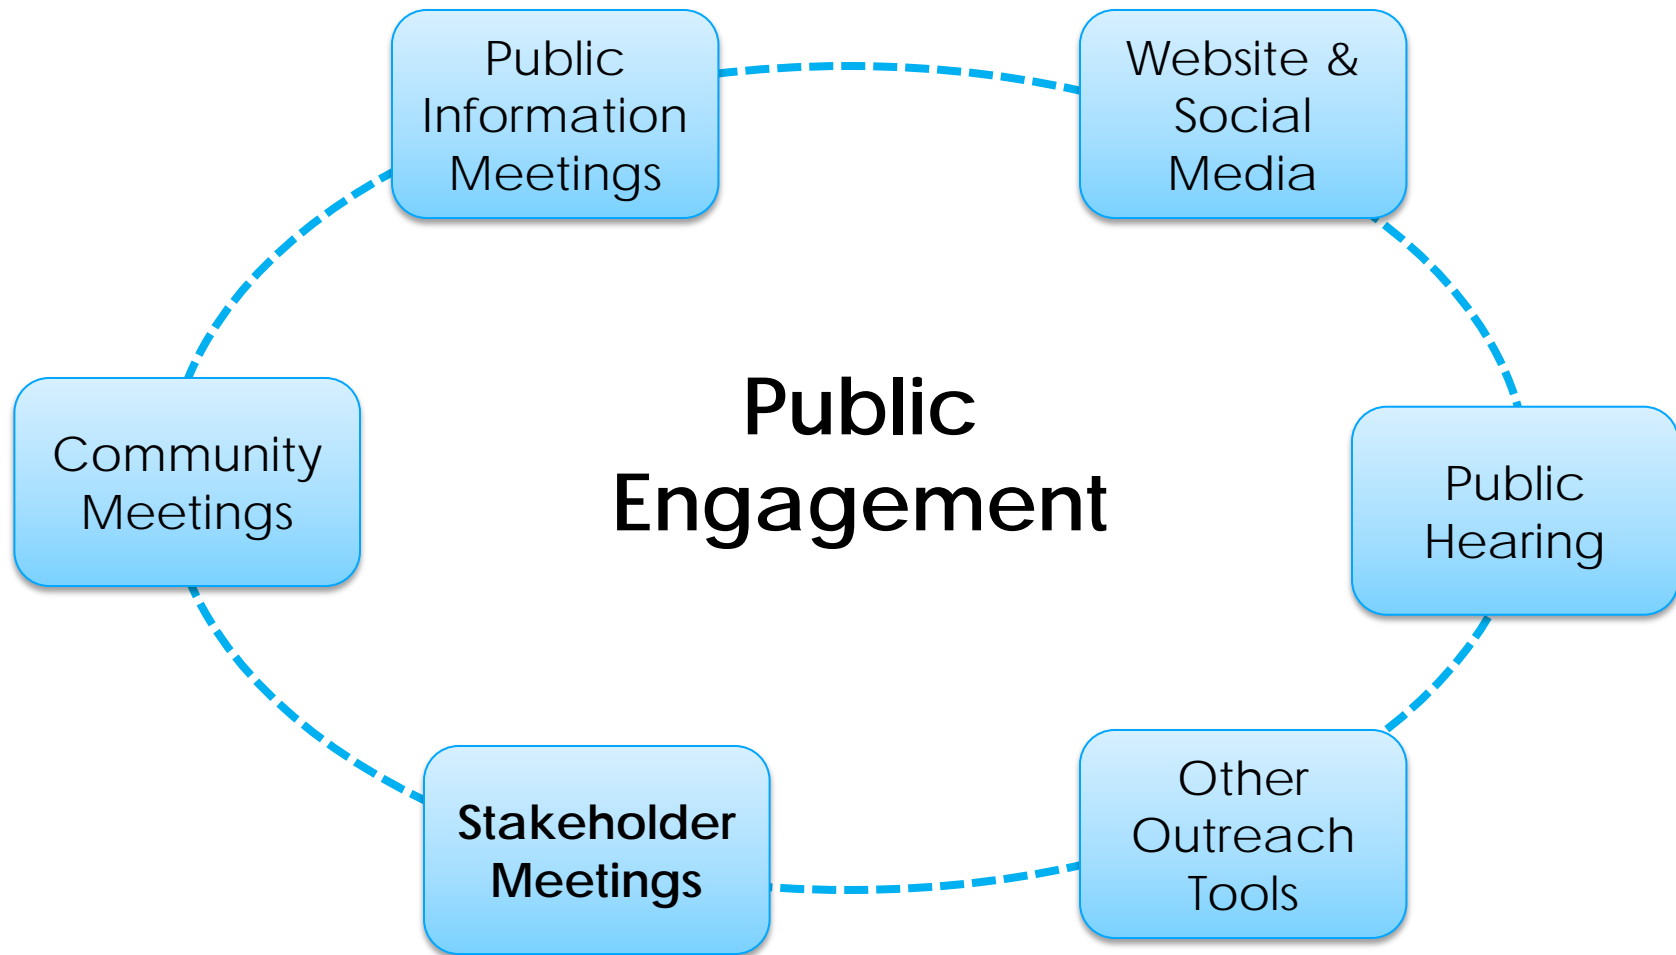 Public
Information
Meetings
Website &
Social
Media
Community
Meetings
Public
Engagement
Public
Hearing
Stakeholder
Meetings
Other
Outreach
Tools